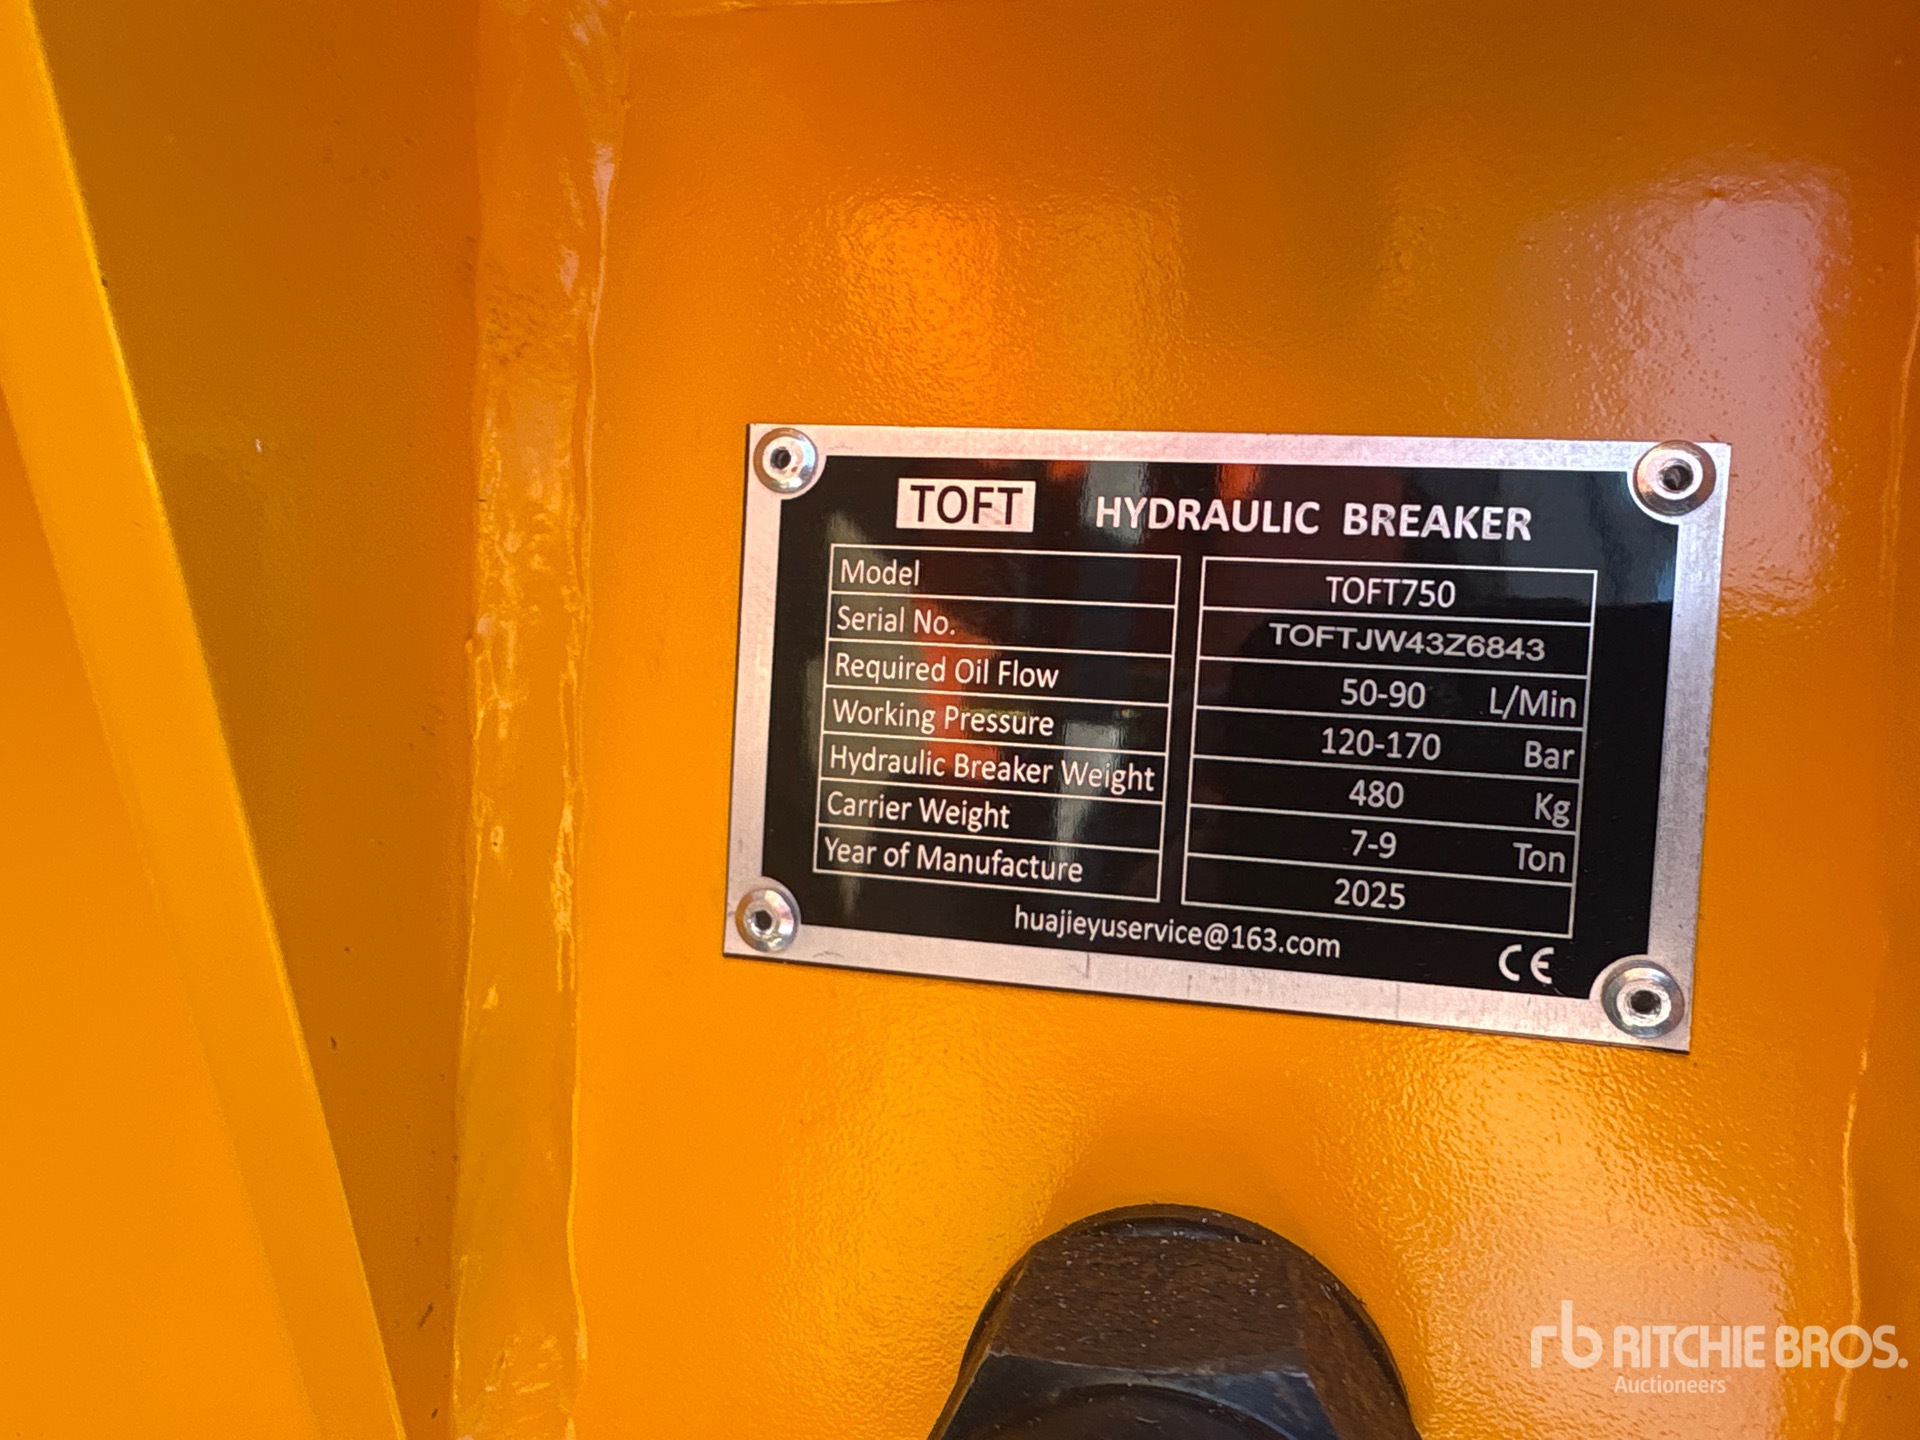 TOFT HYDRAULIC BREAKER
Model TOFT750
Serial No. TOFTJW43Z6843
Required Oil Flow 50-90 L/Min
Working Pressure 120-170 Bar
Hydraulic Breaker Weight 480 Kg
Carrier Weight 7-9 Ton
Year of Manufacture 2025
huajieyuservice@163.com
CE
rb RITCHIE BROS.
Auctioneers